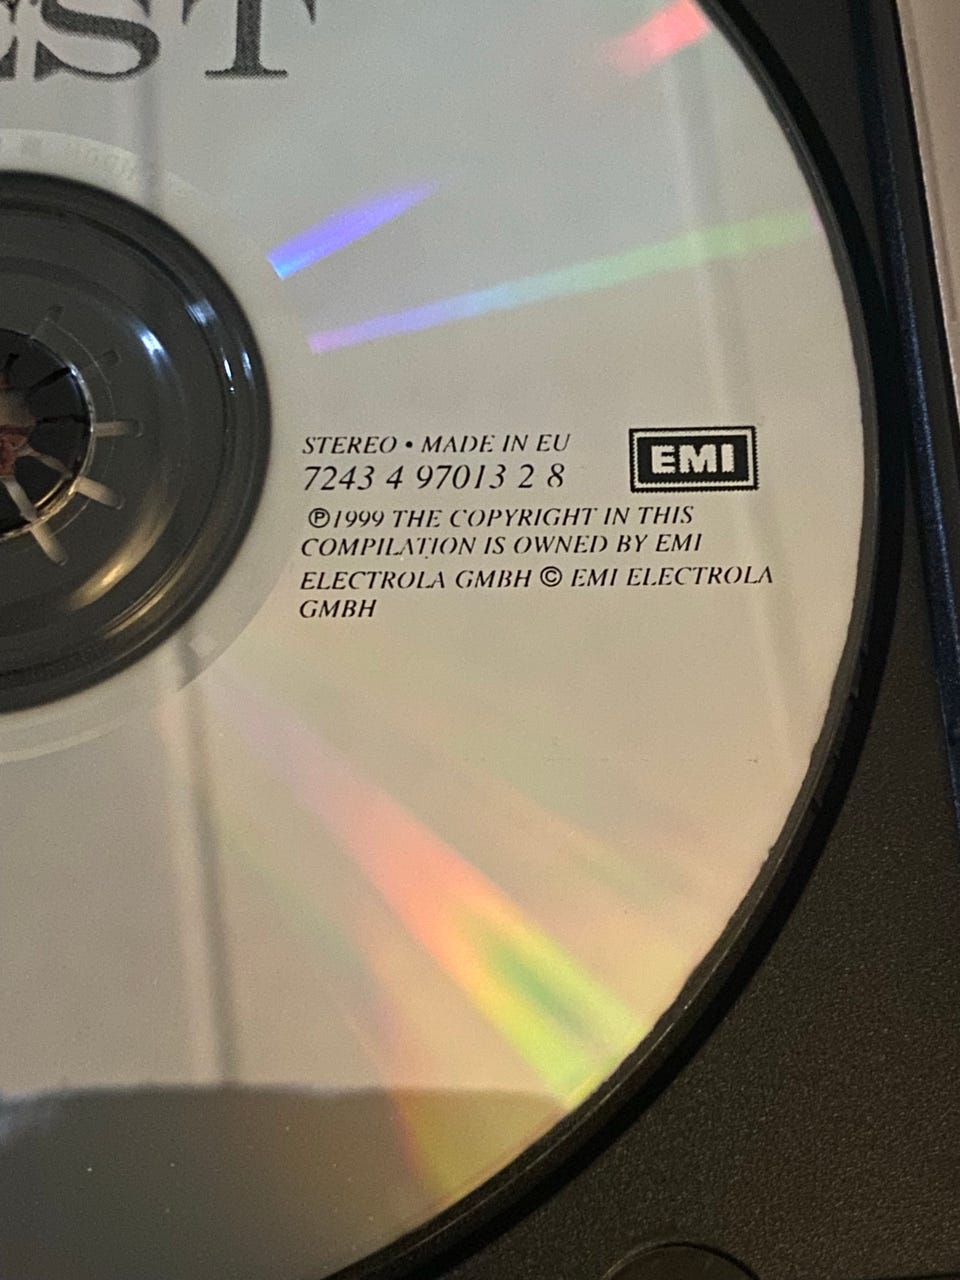 EST
STEREO • MADE IN EU
7243 4 97013 2 8
EMI
℗1999 THE COPYRIGHT IN THIS
COMPILATION IS OWNED BY EMI
ELECTROLA GMBH © EMI ELECTROLA
GMBH